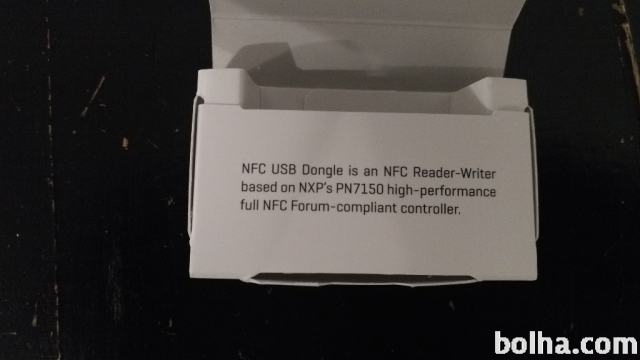 NFC USB Dongle is an NFC Reader-Writer
based on NXP's PN7150 high-performance
full NFC Forum-compliant controller.
bolha.com